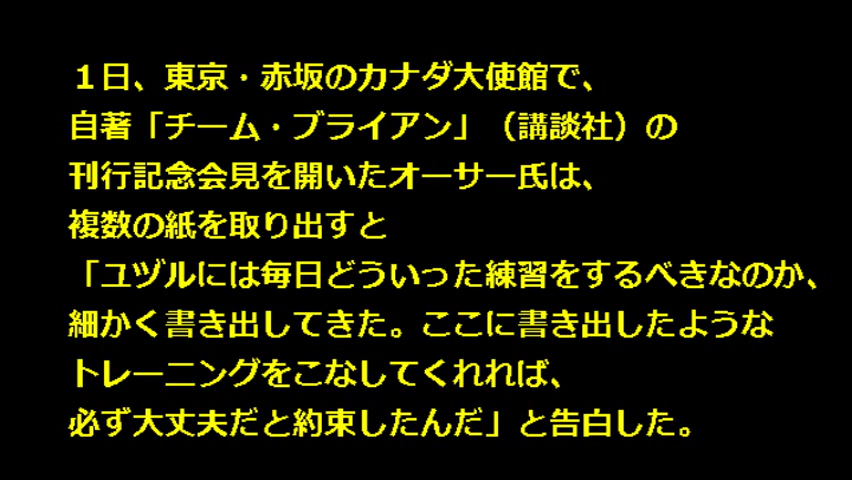 １日、東京・赤坂のカナダ大使館で、
自著「チーム・ブライアン」（講談社）の
刊行記念会見を開いたオーサー氏は、
複数の紙を取り出すと
「ユヅルには毎日どういった練習をするべきなのか、
細かく書き出してきた。ここに書き出したような
トレーニングをこなしてくれれば、
必ず大丈夫だと約束したんだ」と告白した。